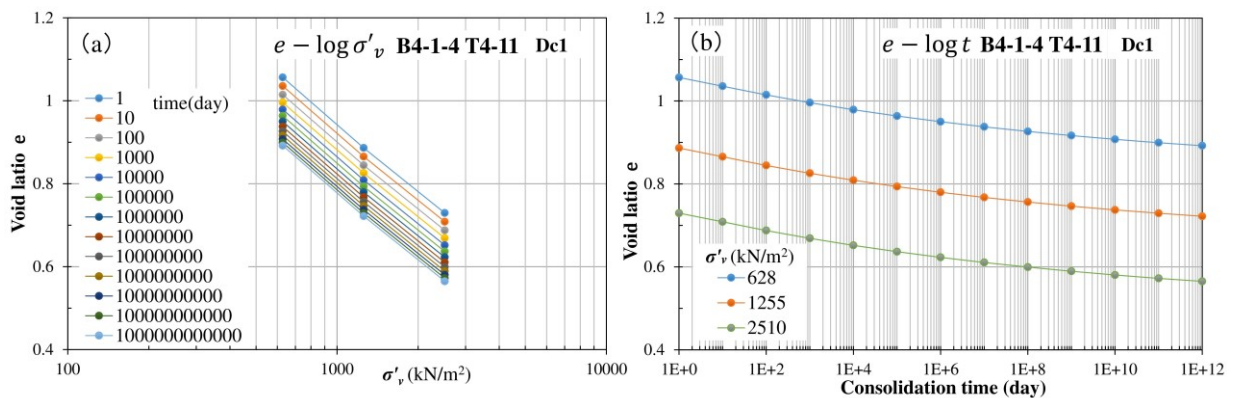 (a) e – log σ′v B4-1-4 T4-11 Dc1
1.2
1
0.8
0.6
0.4
Void latio e
time(day)
1
10
100
1000
10000
100000
1000000
10000000
100000000
1000000000
10000000000
100000000000
1000000000000
100
1000
10000
σ′v (kN/m²)
(b) e – log t B4-1-4 T4-11 Dc1
1.2
1
0.8
0.6
0.4
Void latio e
σ′v
(kN/m²)
628
1255
2510
1E+0
1E+2
1E+4
1E+6
1E+8
1E+10
1E+12
Consolidation time (day)